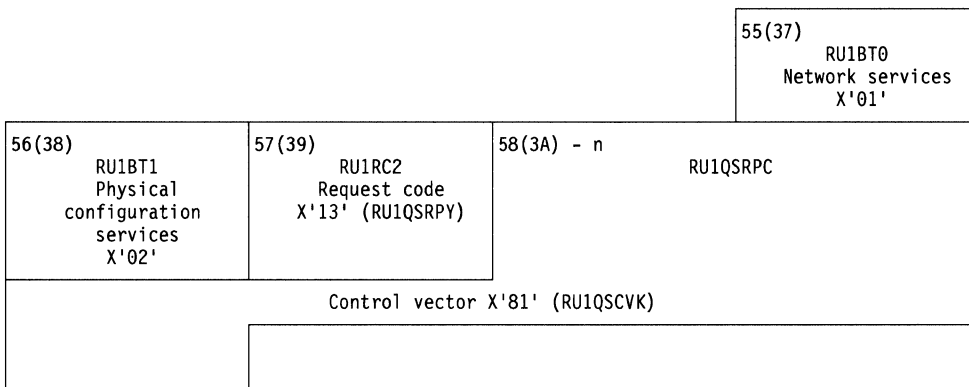 55(37)
RU1BT0
Network services
X'01'
56(38)
RU1BT1
Physical
configuration
services
X'02'
57(39)
RU1RC2
Request code
X'13' (RU1QSRPY)
58(3A) - n
RU1QSRPC
Control vector X'81' (RU1QSCVK)